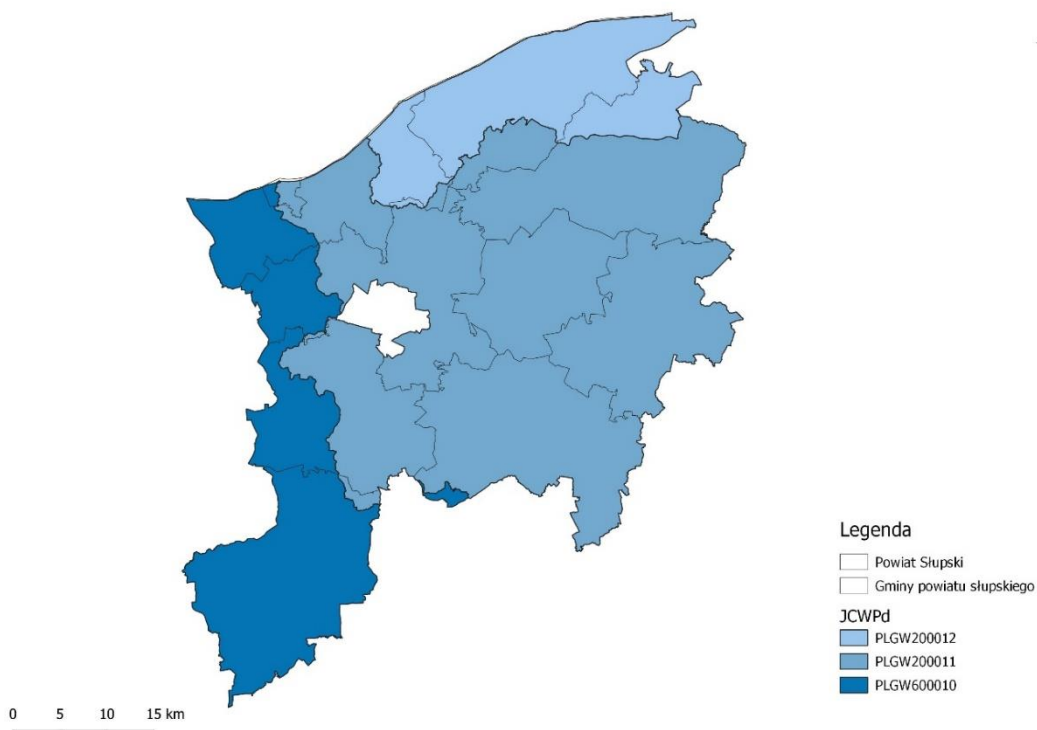 Legenda
Powiat Słupski
Gminy powiatu słupskiego
JCWPd
PLGW200012
PLGW200011
PLGW600010
0 5 10 15 km